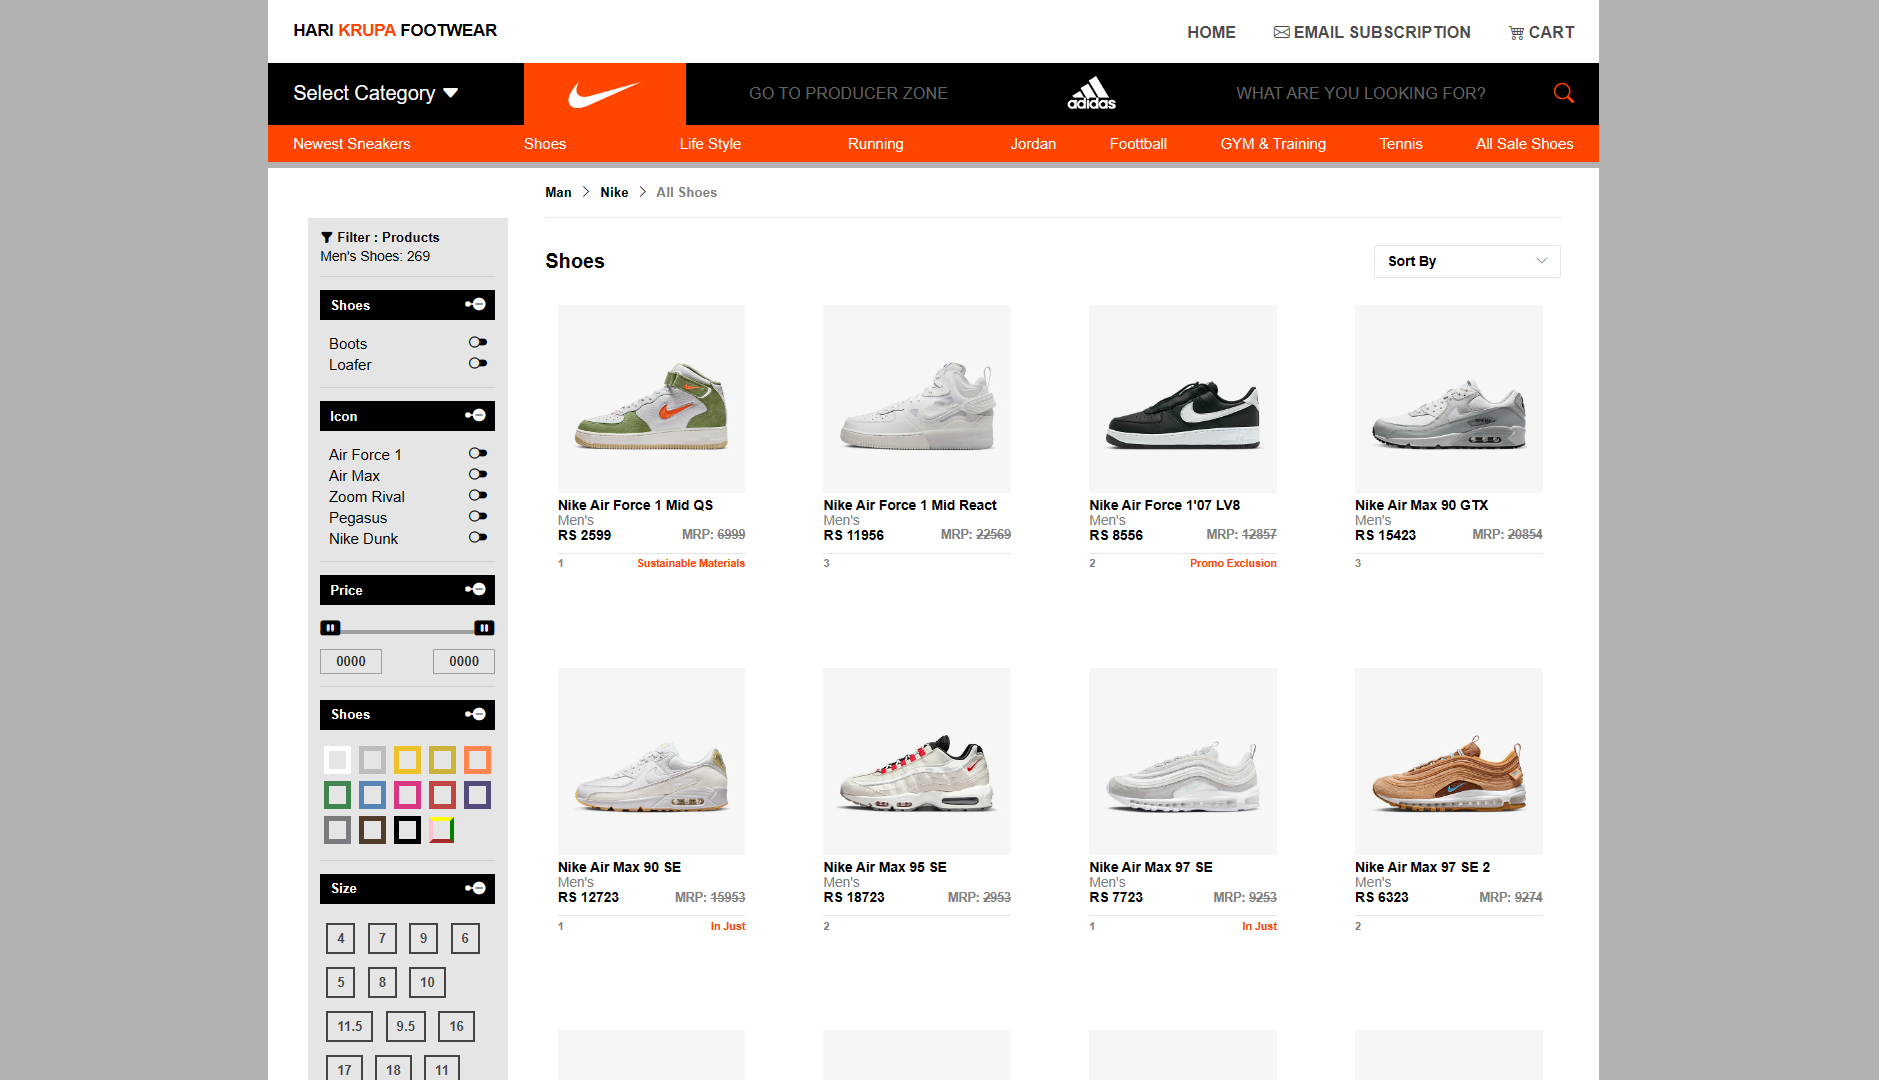 HARI KRUPA FOOTWEAR
HOME
EMAIL SUBSCRIPTION
CART
Select Category
GO TO PRODUCER ZONE
adidas
WHAT ARE YOU LOOKING FOR?
Newest Sneakers
Shoes
Life Style
Running
Jordan
Foottball
GYM & Training
Tennis
All Sale Shoes
Man > Nike > All Shoes
Filter : Products
Men's Shoes: 269
Shoes
Boots
Loafer
Icon
Air Force 1
Air Max
Zoom Rival
Pegasus
Nike Dunk
Price
0000 0000
Shoes
Size
4 7 9 6
5 8 10
11.5 9.5 16
17 18 11
Shoes
Sort By
Nike Air Force 1 Mid QS
Men's
RS 2599 MRP: 6999
1 Sustainable Materials
Nike Air Force 1 Mid React
Men's
RS 11956 MRP: 22569
3
Nike Air Force 1'07 LV8
Men's
RS 8556 MRP: 12857
2 Promo Exclusion
Nike Air Max 90 GTX
Men's
RS 15423 MRP: 20854
3
Nike Air Max 90 SE
Men's
RS 12723 MRP: 15953
1 In Just
Nike Air Max 95 SE
Men's
RS 18723 MRP: 2953
2
Nike Air Max 97 SE
Men's
RS 7723 MRP: 9253
1 In Just
Nike Air Max 97 SE 2
Men's
RS 6323 MRP: 9274
2